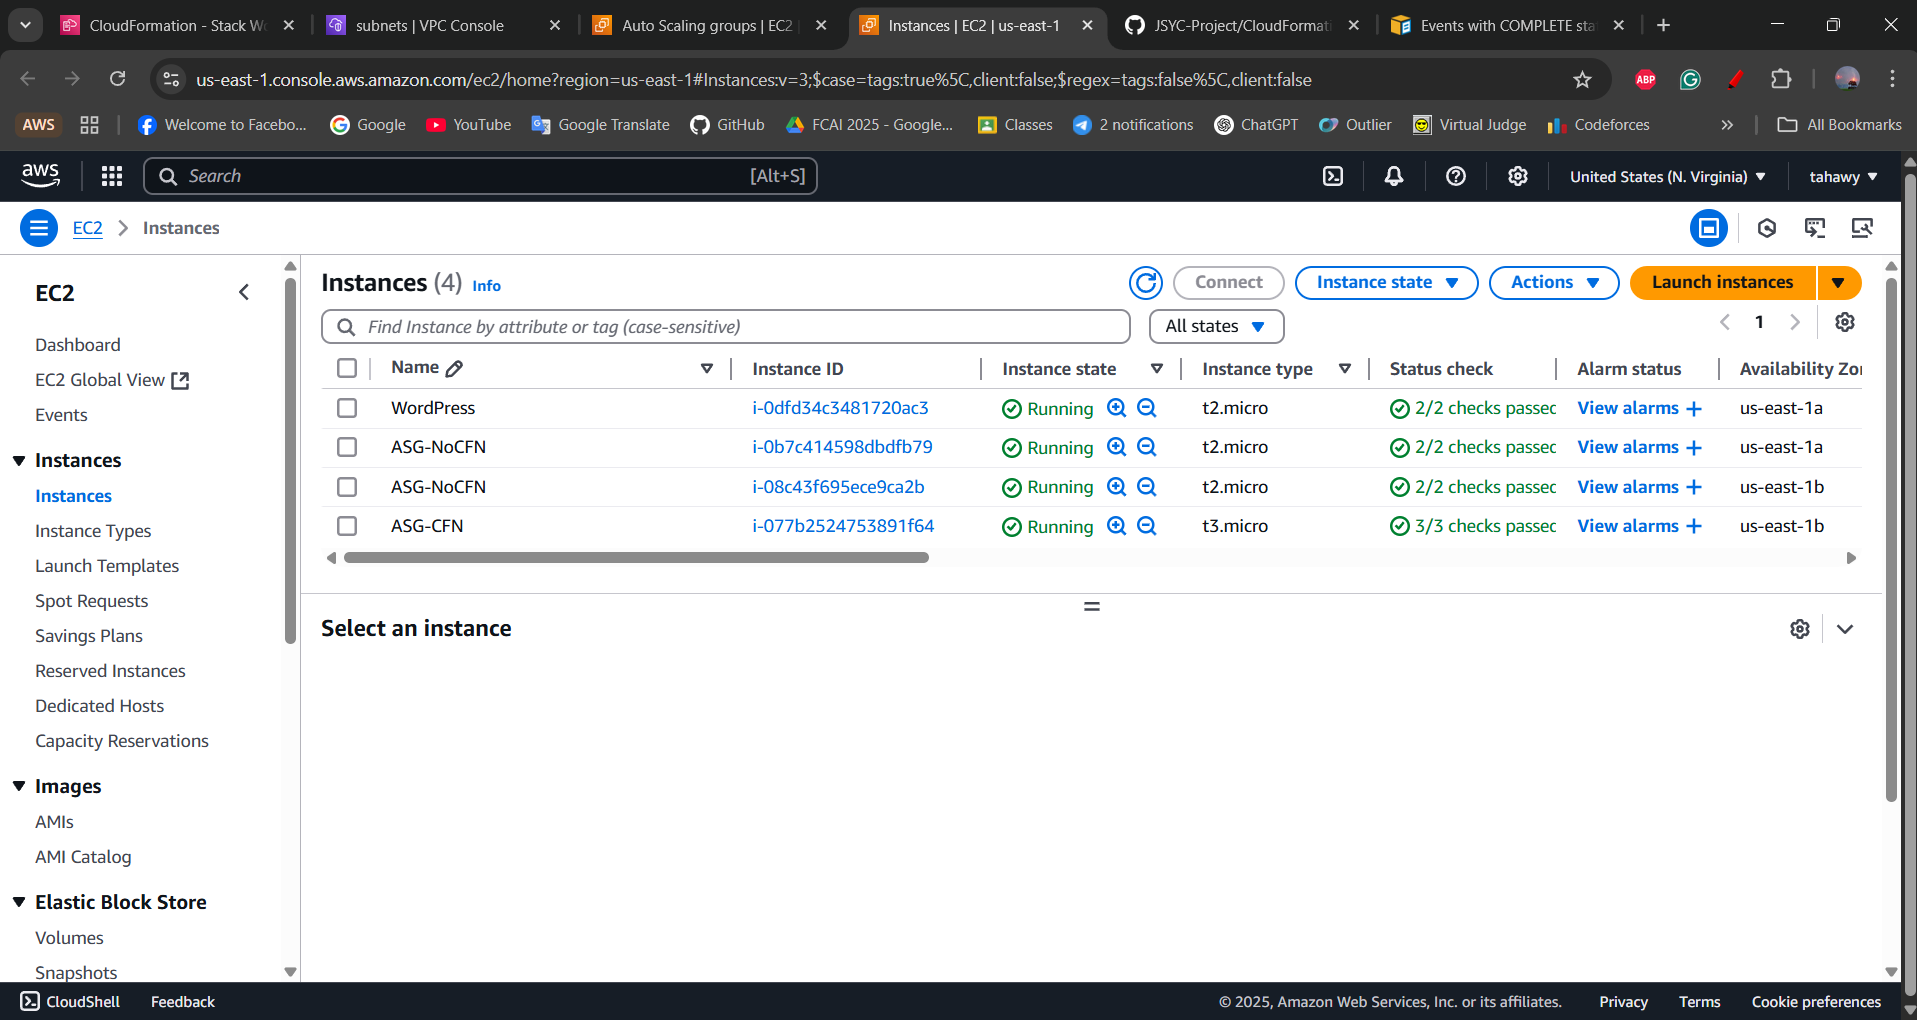 CloudFormation - Stack Wo
subnets | VPC Console
Auto Scaling groups | EC2
Instances | EC2 | us-east-1
JSYC-Project/CloudFormati
Events with COMPLETE sta
us-east-1.console.aws.amazon.com/ec2/home?region=us-east-1#Instances:v=3;$case=tags:true%5C,client:false;$regex=tags:false%5C,client:false
ABP
AWS
Welcome to Facebo...
Google
YouTube
Google Translate
GitHub
FCAI 2025 - Google...
Classes
2 notifications
ChatGPT
Outlier
Virtual Judge
Codeforces
All Bookmarks
aws
Search
[Alt+S]
United States (N. Virginia)
tahawy
EC2
Instances
EC2
Dashboard
EC2 Global View
Events
Instances
Instances
Instance Types
Launch Templates
Spot Requests
Savings Plans
Reserved Instances
Dedicated Hosts
Capacity Reservations
Images
AMIs
AMI Catalog
Elastic Block Store
Volumes
Snapshots
Instances (4) Info
Connect
Instance state
Actions
Launch instances
Find Instance by attribute or tag (case-sensitive)
All states
1
Name Instance ID Instance state Instance type Status check Alarm status Availability Zo
WordPress i-0dfd34c3481720ac3 Running t2.micro 2/2 checks passed View alarms + us-east-1a
ASG-NoCFN i-0b7c414598dbdfb79 Running t2.micro 2/2 checks passed View alarms + us-east-1a
ASG-NoCFN i-08c43f695ece9ca2b Running t2.micro 2/2 checks passed View alarms + us-east-1b
ASG-CFN i-077b2524753891f64 Running t3.micro 3/3 checks passed View alarms + us-east-1b
Select an instance
CloudShell
Feedback
© 2025, Amazon Web Services, Inc. or its affiliates.
Privacy
Terms
Cookie preferences